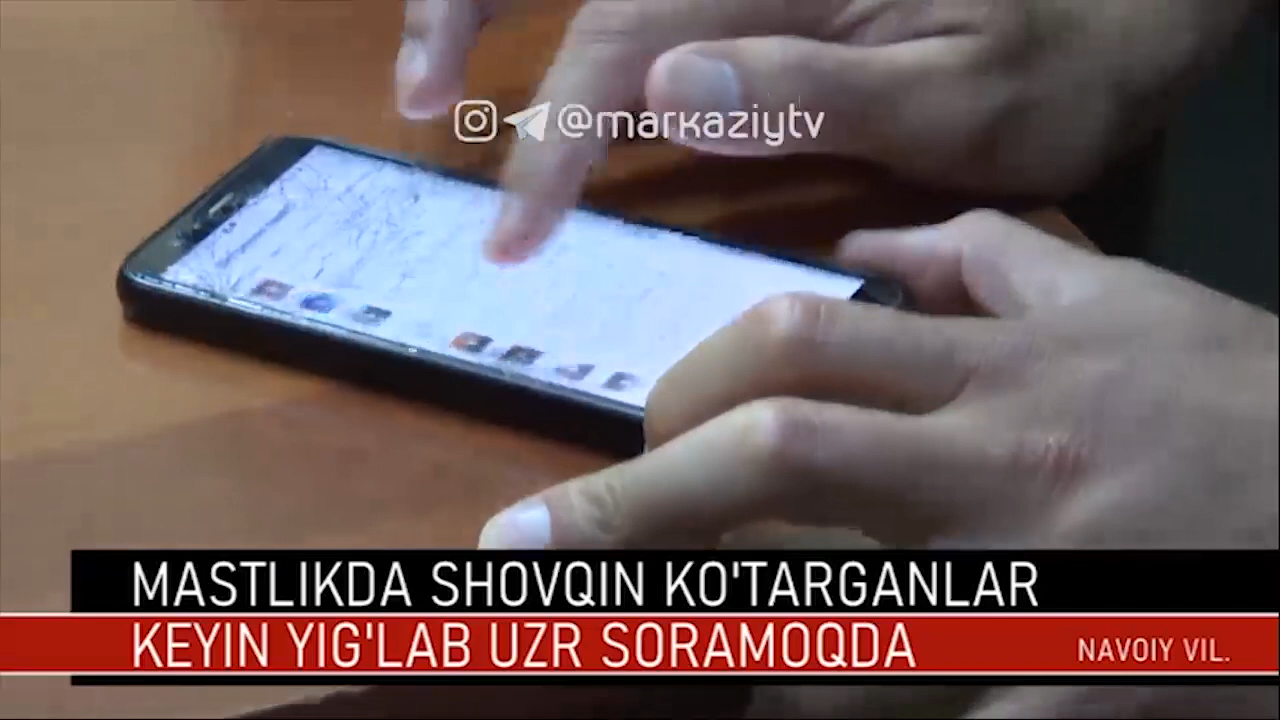 @markaziytv
MASTLIKDA SHOVQIN KO'TARGANLAR
KEYIN YIG'LAB UZR SORAMOQDA
NAVOIY VIL.